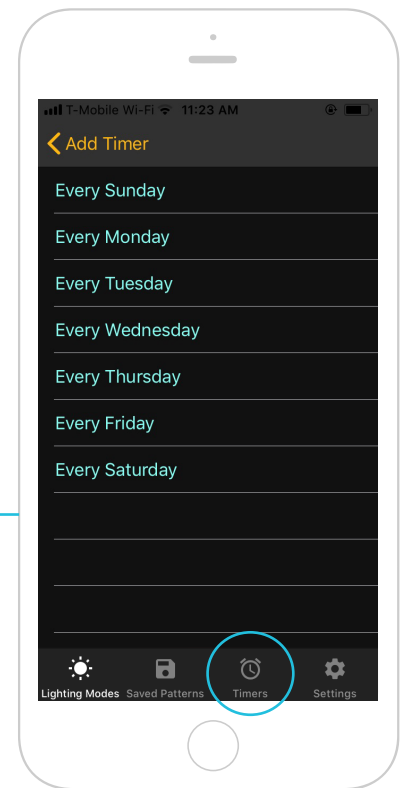 T-Mobile Wi-Fi 11:23 AM
Add Timer
Every Sunday
Every Monday
Every Tuesday
Every Wednesday
Every Thursday
Every Friday
Every Saturday
Lighting Modes Saved Patterns Timers Settings